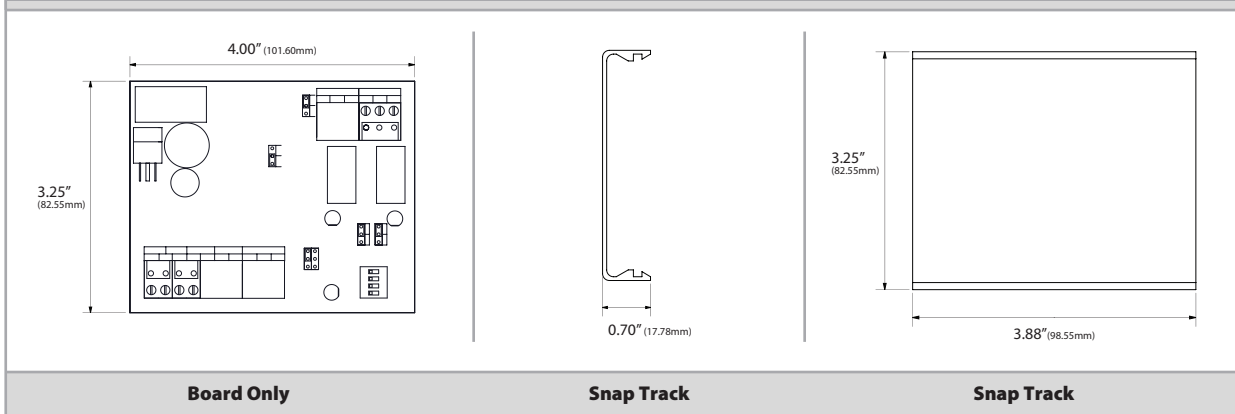 4.00" (101.60mm)
3.25"
(82.55mm)
0.70" (17.78mm)
3.25"
(82.55mm)
3.88"(98.55mm)
Board Only
Snap Track
Snap Track